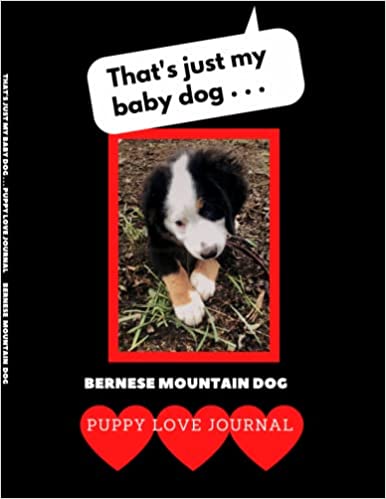 That's just my
baby dog . . .
BERNESE MOUNTAIN DOG
PUPPY LOVE JOURNAL
THAT'S JUST MY BABY DOG . . . PUPPY LOVE JOURNAL BERNESE MOUNTAIN DOG